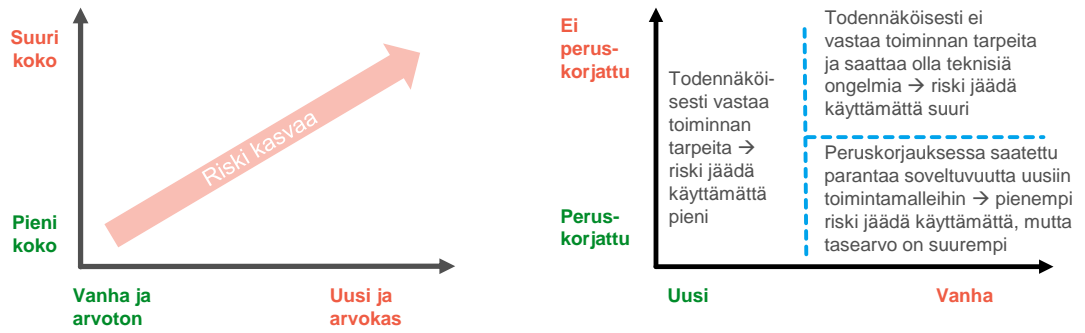 Suuri
koko
Riski kasvaa
Pieni
koko
Vanha ja
arvoton
Uusi ja
arvokas
Ei
perus-
korjattu
Todennäköi-
sesti vastaa
toiminnan
tarpeita →
riski jäädä
käyttämättä
pieni
Todennäköisesti ei
vastaa toiminnan tarpeita
ja saattaa olla teknisiä
ongelmia → riski jäädä
käyttämättä suuri
Peruskorjauksessa saatettu
parantaa soveltuvuutta uusiin
toimintamalleihin → pienempi
riski jäädä käyttämättä, mutta
tasearvo on suurempi
Perus-
korjattu
Uusi
Vanha